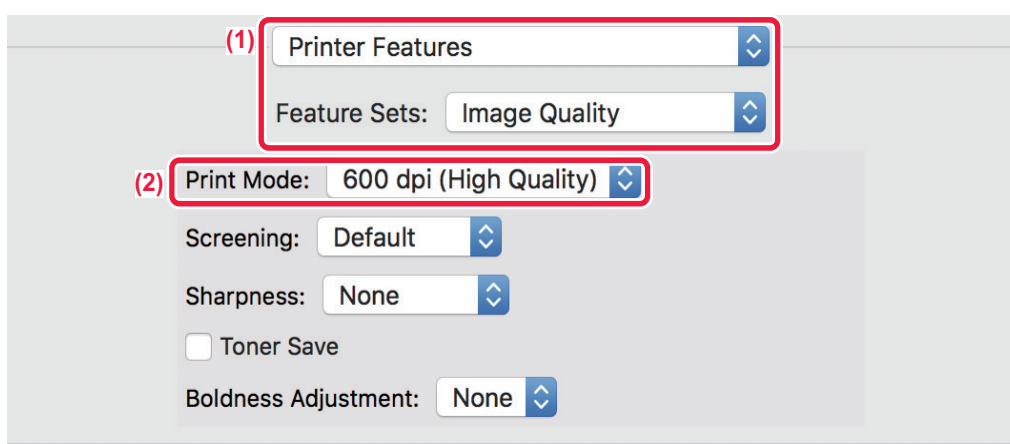 (1) Printer Features
Feature Sets: Image Quality
(2) Print Mode: 600 dpi (High Quality)
Screening: Default
Sharpness: None
Toner Save
Boldness Adjustment: None